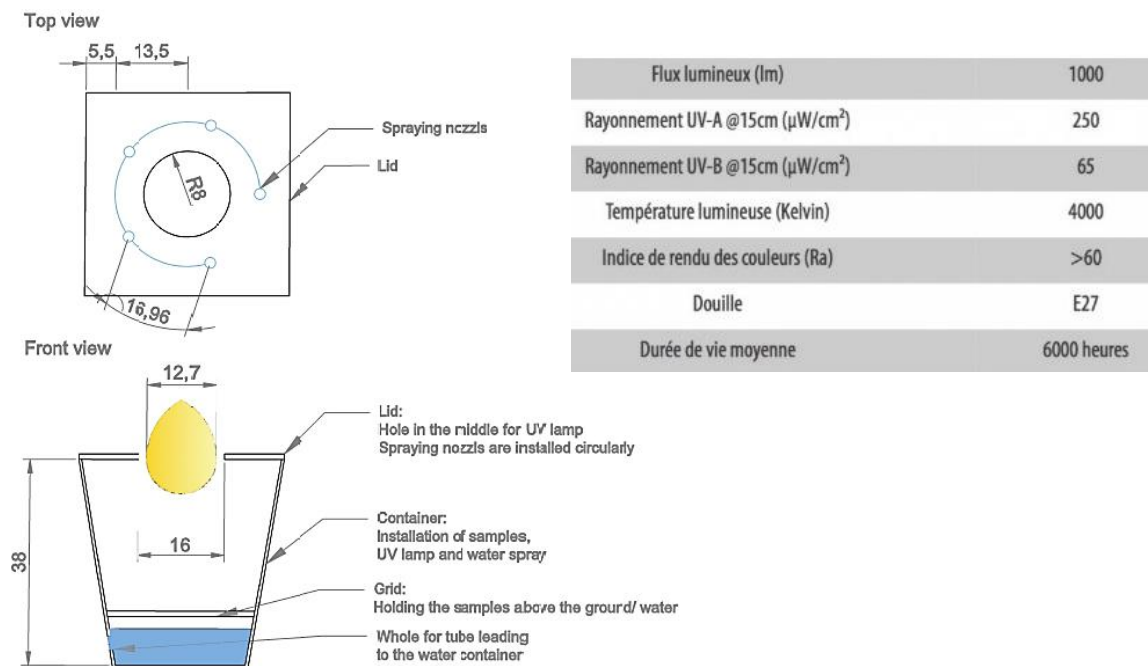 Top view
5,5 13,5
Spraying nozzls
Lid
R8
16,96
Front view
12,7
Lid:
Hole in the middle for UV lamp
Spraying nozzls are installed circularly
Container:
Installation of samples,
UV lamp and water spray
16
38
Grid:
Holding the samples above the ground/ water
Whole for tube leading
to the water container
Flux lumineux (lm) 1000
Rayonnement UV-A @15cm (µW/cm²) 250
Rayonnement UV-B @15cm (µW/cm²) 65
Température lumineuse (Kelvin) 4000
Indice de rendu des couleurs (Ra) >60
Douille E27
Durée de vie moyenne 6000 heures